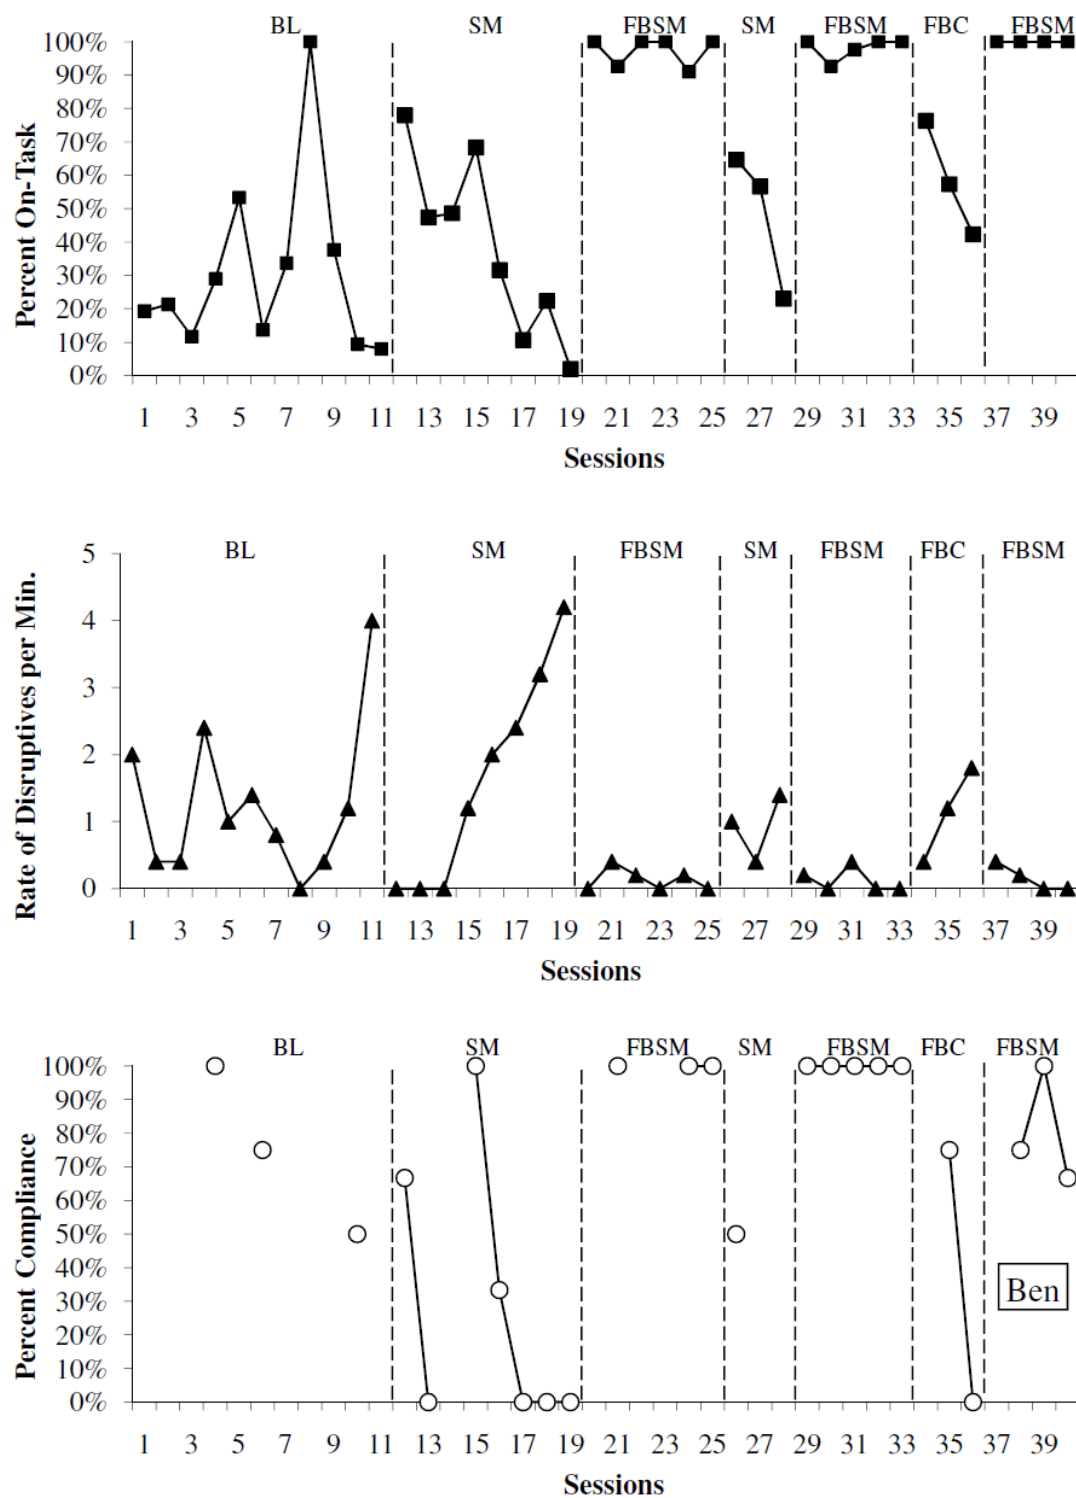 BL SM FBSM SM FBSM FBC FBSM
Percent On-Task
100%
90%
80%
70%
60%
50%
40%
30%
20%
10%
0%
1 3 5 7 9 11 13 15 17 19 21 23 25 27 29 31 33 35 37 39
Sessions
BL SM FBSM SM FBSM FBC FBSM
Rate of Disruptives per Min.
5
4
3
2
1
0
1 3 5 7 9 11 13 15 17 19 21 23 25 27 29 31 33 35 37 39
Sessions
BL SM FBSM SM FBSM FBC FBSM
Percent Compliance
100%
90%
80%
70%
60%
50%
40%
30%
20%
10%
0%
Ben
1 3 5 7 9 11 13 15 17 19 21 23 25 27 29 31 33 35 37 39
Sessions